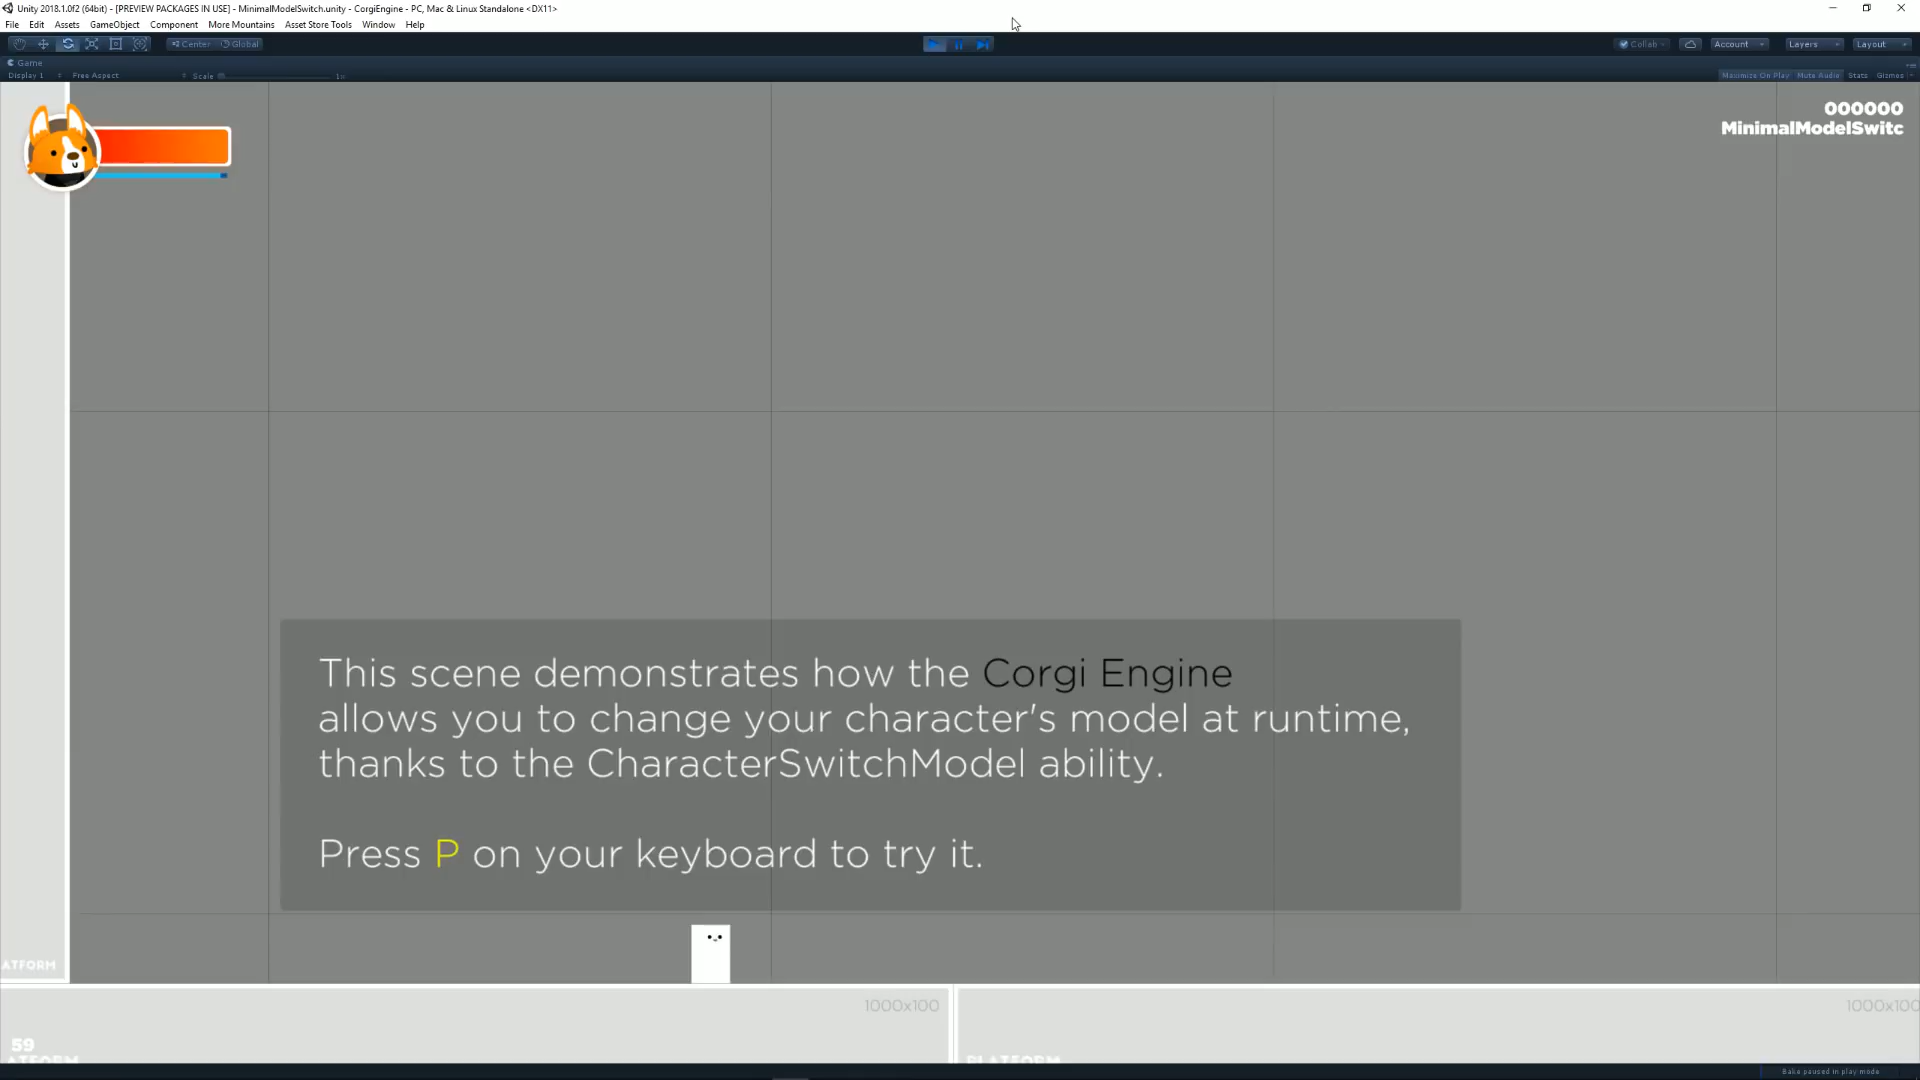 Unity 2018.1.0f2 (64bit) - [PREVIEW PACKAGES IN USE] - MinimalModelSwitch.unity - CorgiEngine - PC, Mac & Linux Standalone <DX11>
File Edit Assets GameObject Component More Mountains Asset Store Tools Window Help
Center Global Collab Account Layers Layout
Game
Display 1 Free Aspect Scale 1x Maximize On Play Mute Audio Stats Gizmos
000000
MinimalModelSwitc
This scene demonstrates how the Corgi Engine
allows you to change your character's model at runtime,
thanks to the CharacterSwitchModel ability.
Press P on your keyboard to try it.
ATFORM
1000x100 1000x100
59
ATFORM PLATFORM
Bake paused in play mode